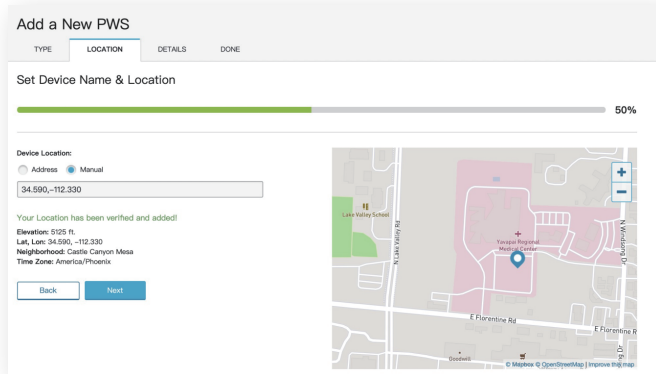 Add a New PWS
TYPE LOCATION DETAILS DONE
Set Device Name & Location
50%
Device Location:
Address Manual
34.590,-112.330
Your Location has been verified and added!
Elevation: 5125 ft.
Lat, Lon: 34.590, -112.330
Neighborhood: Castle Canyon Mesa
Time Zone: America/Phoenix
Back Next
+
−
Lake Valley School
N Lake Valley Rd
Yavapai Regional
Medical Center
N Windsong Dr
E Florentine Rd
E Florentine R
Goodwill
© Mapbox © OpenStreetMap | Improve this map